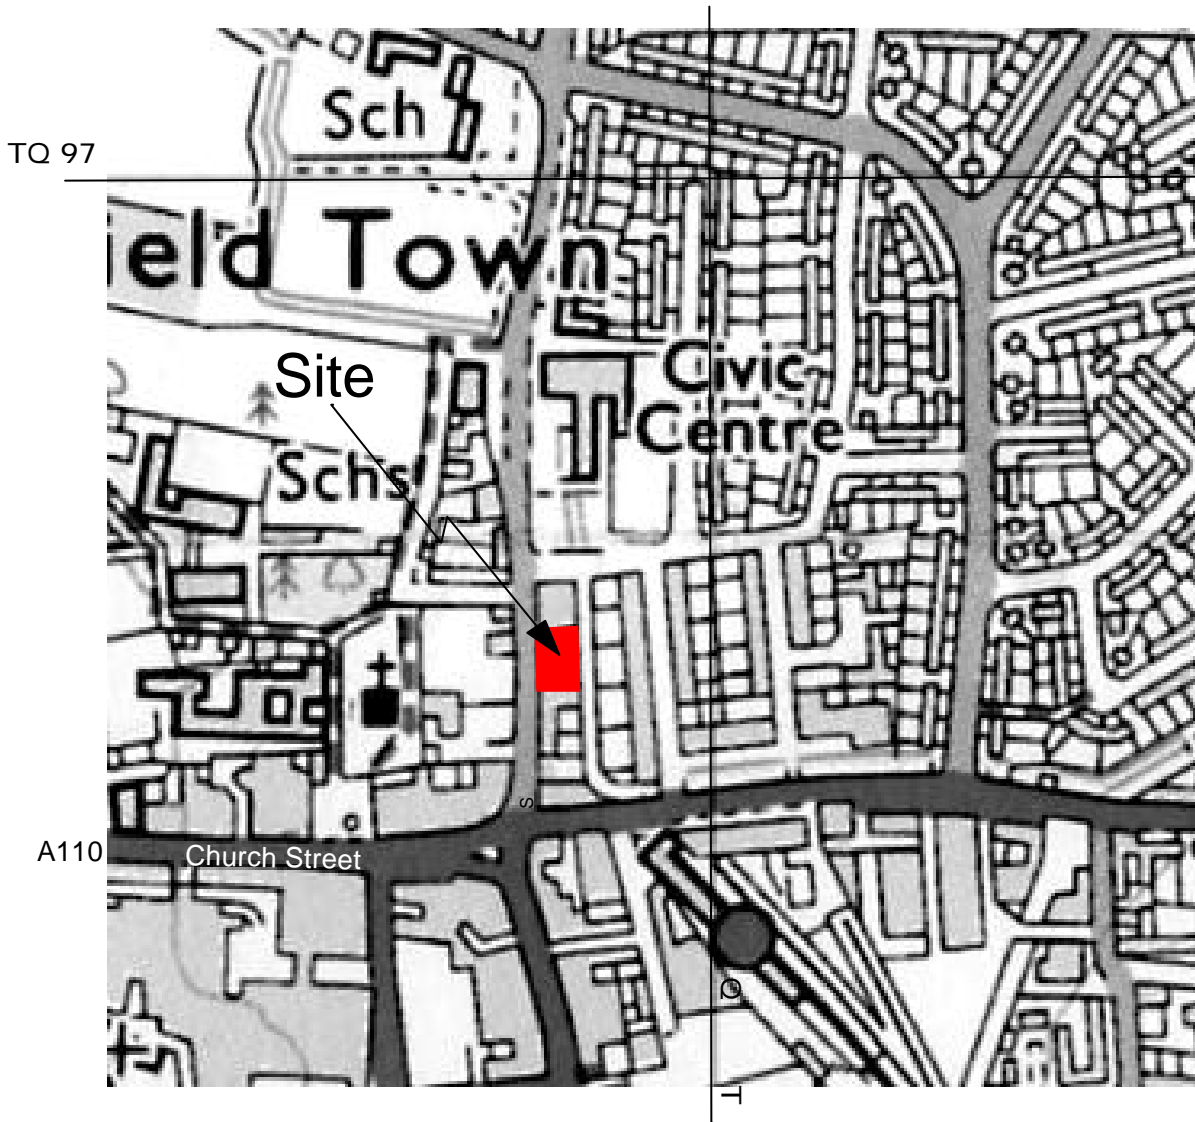 Sch
TQ 97
ield Town
Civic
Site
Centre
Schs
s
A110
Church Street
Q
T